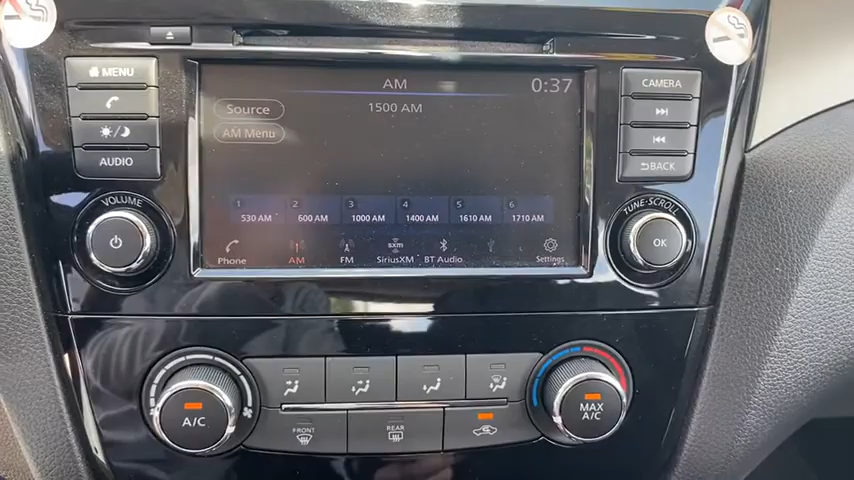 AM
0:37
MENU
CAMERA
Source
1500 AM
AM Menu
AUDIO
BACK
1 2 3 4 5 6
530 AM 600 AM 1000 AM 1400 AM 1610 AM 1710 AM
VOLUME
TUNE·SCROLL
OK
Phone AM FM SiriusXM BT Audio Settings
sxm
A/C
FRONT
REAR
MAX
A/C